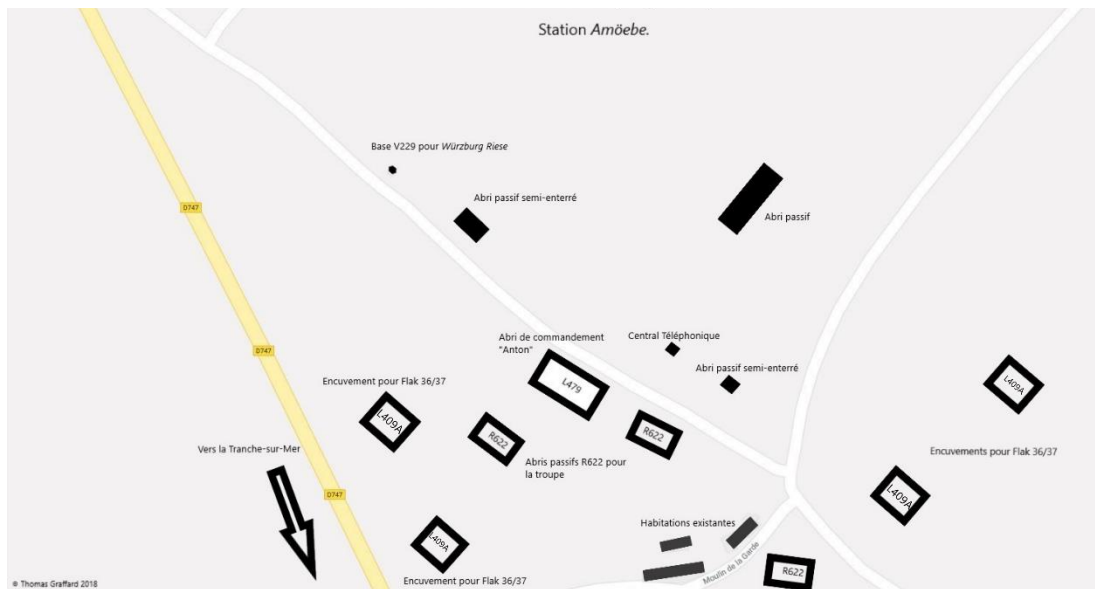 Station Amöebe.
Base V229 pour Würzburg Riese
Abri passif semi-enterré
Abri passif
D747
Abri de commandement
"Anton"
Central Téléphonique
D747
L479
Abri passif semi-enterré
Encuvement pour Flak 36/37
L409A
L409A
R622
R622
Vers la Tranche-sur-Mer
Abris passifs R622 pour
la troupe
Encuvements pour Flak 36/37
D747
L409A
Habitations existantes
L409A
Moulin de la Garde
R622
Encuvement pour Flak 36/37
© Thomas Graffard 2018